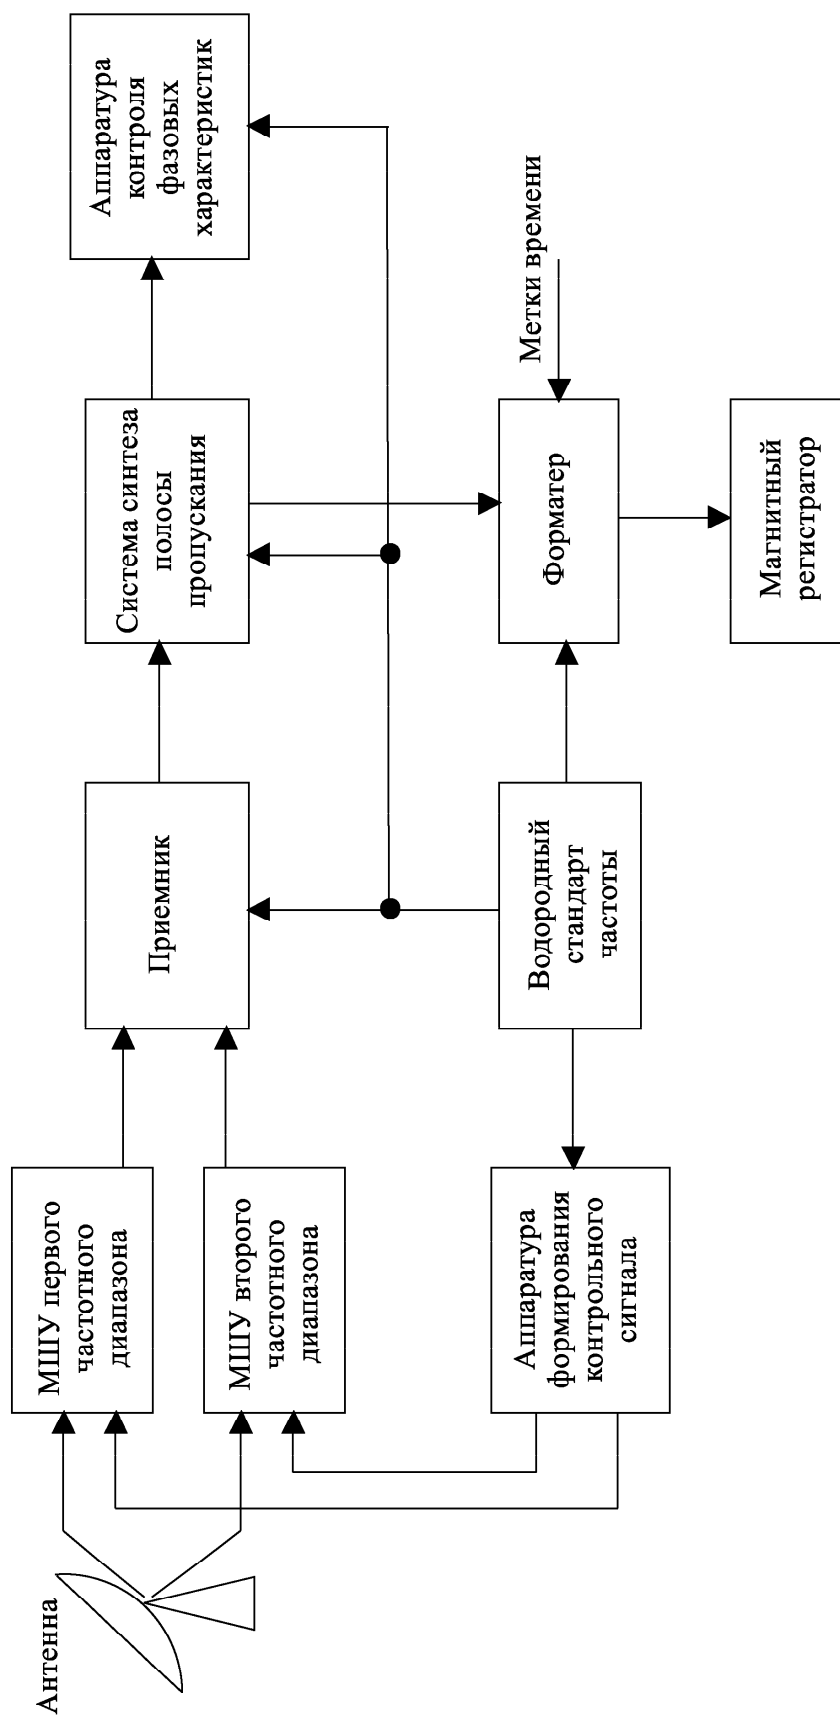 Антенна
МШУ первого
частотного
диапазона
МШУ второго
частотного
диапазона
Аппаратура
формирования
контрольного
сигнала
Приемник
Водородный
стандарт
частоты
Система синтеза
полосы
пропускания
Форматер
Метки времени
Магнитный
регистратор
Аппаратура
контроля
фазовых
характеристик